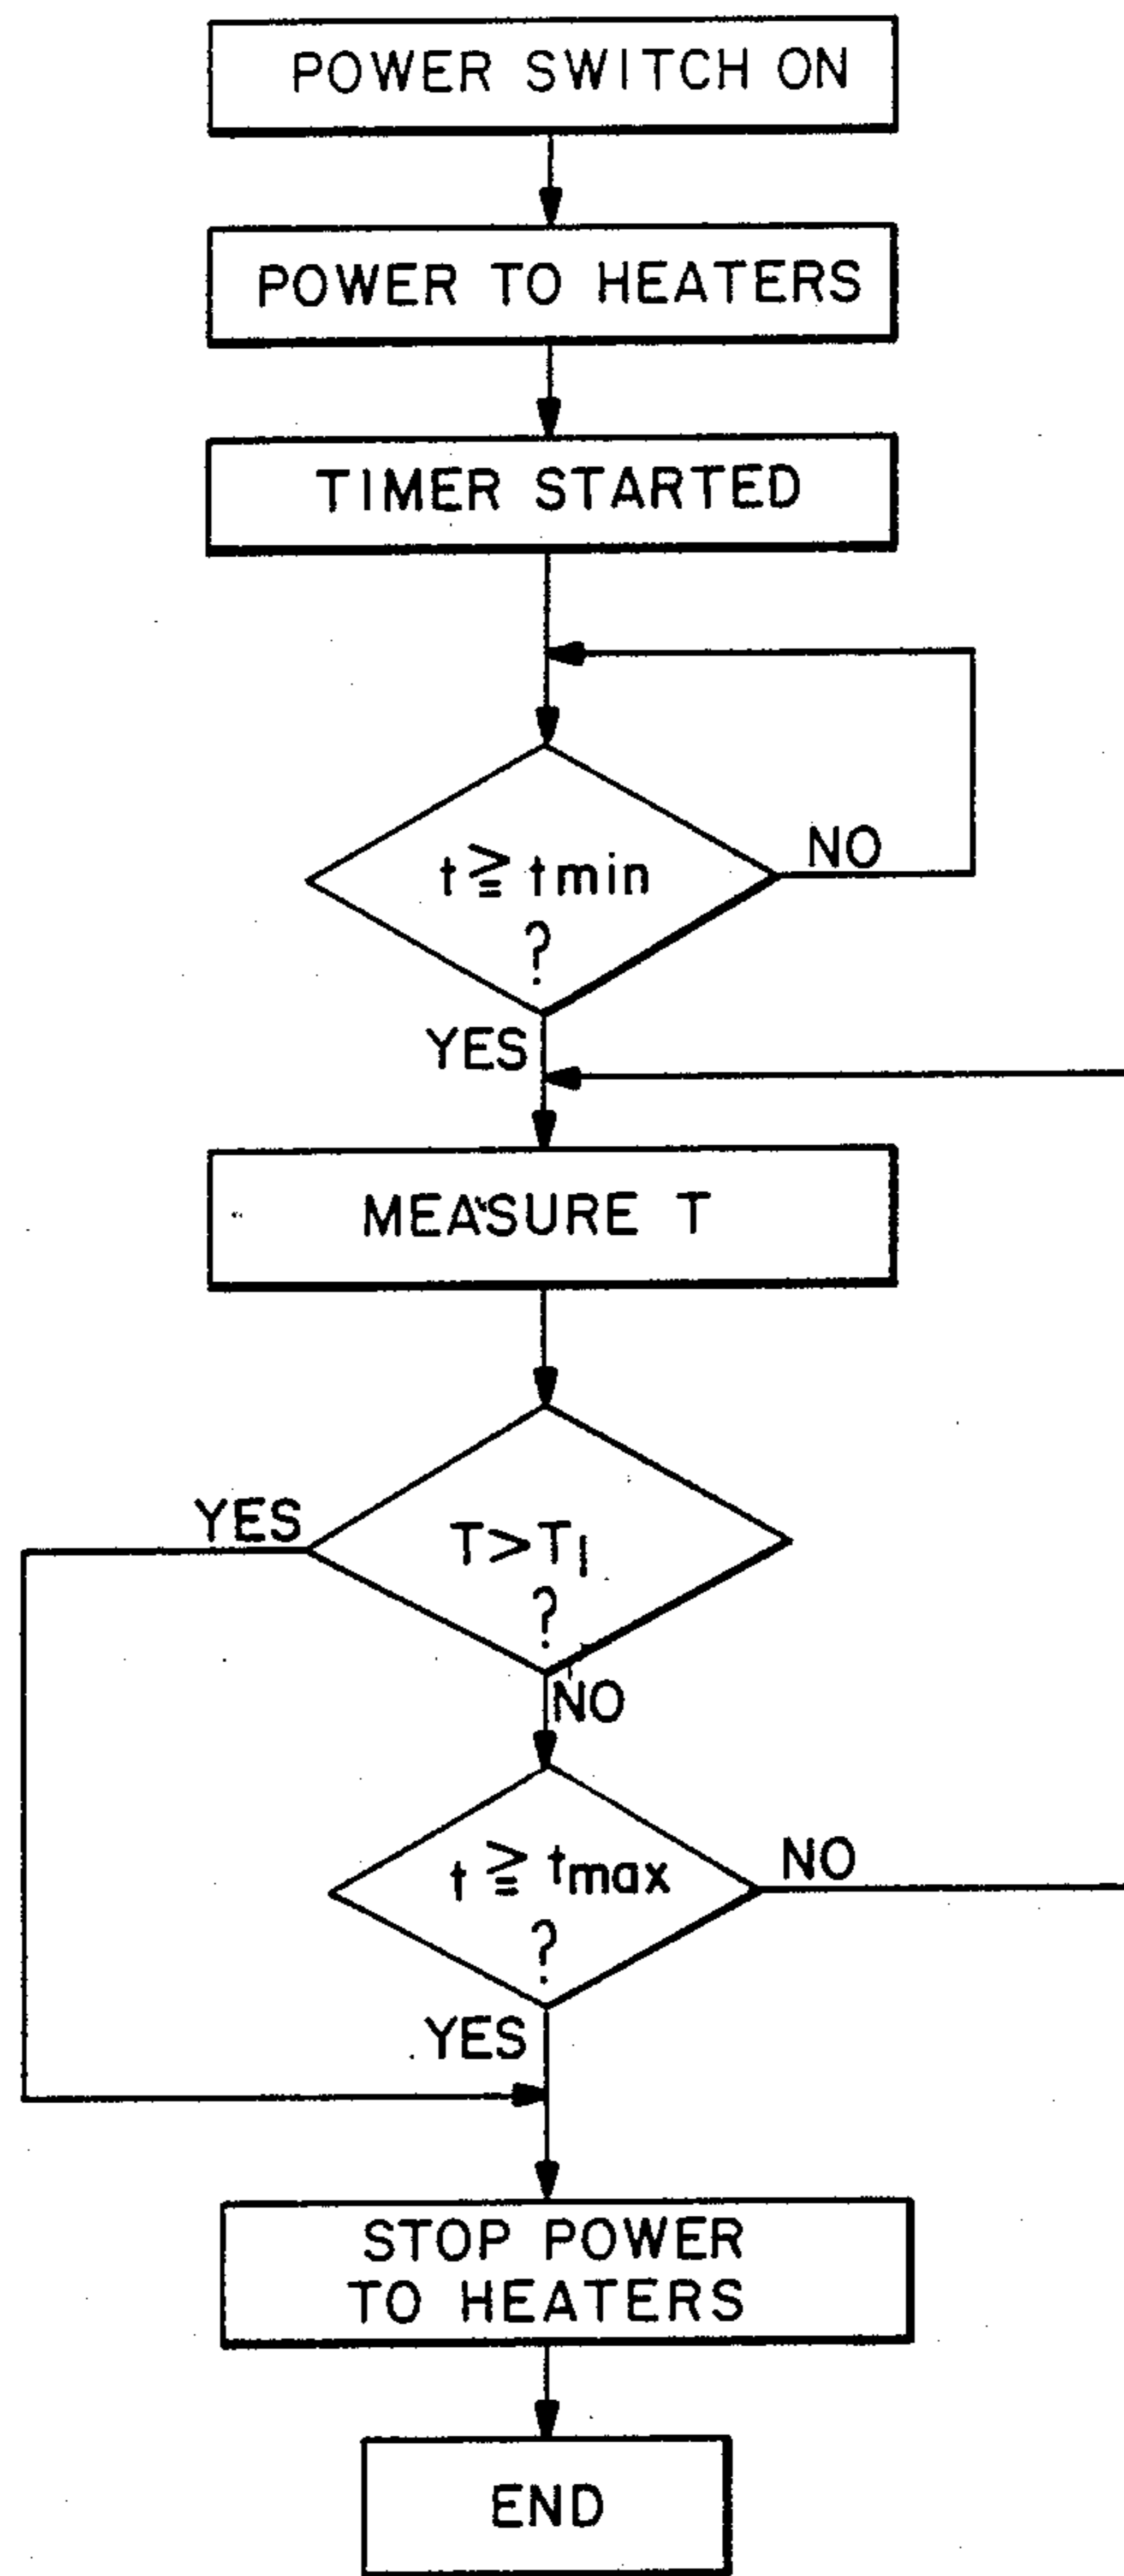 POWER SWITCH ON
POWER TO HEATERS
TIMER STARTED
t ≧ tmin
?
NO
YES
MEASURE T
YES
T > T1
?
NO
t ≧ tmax
?
NO
YES
STOP POWER
TO HEATERS
END